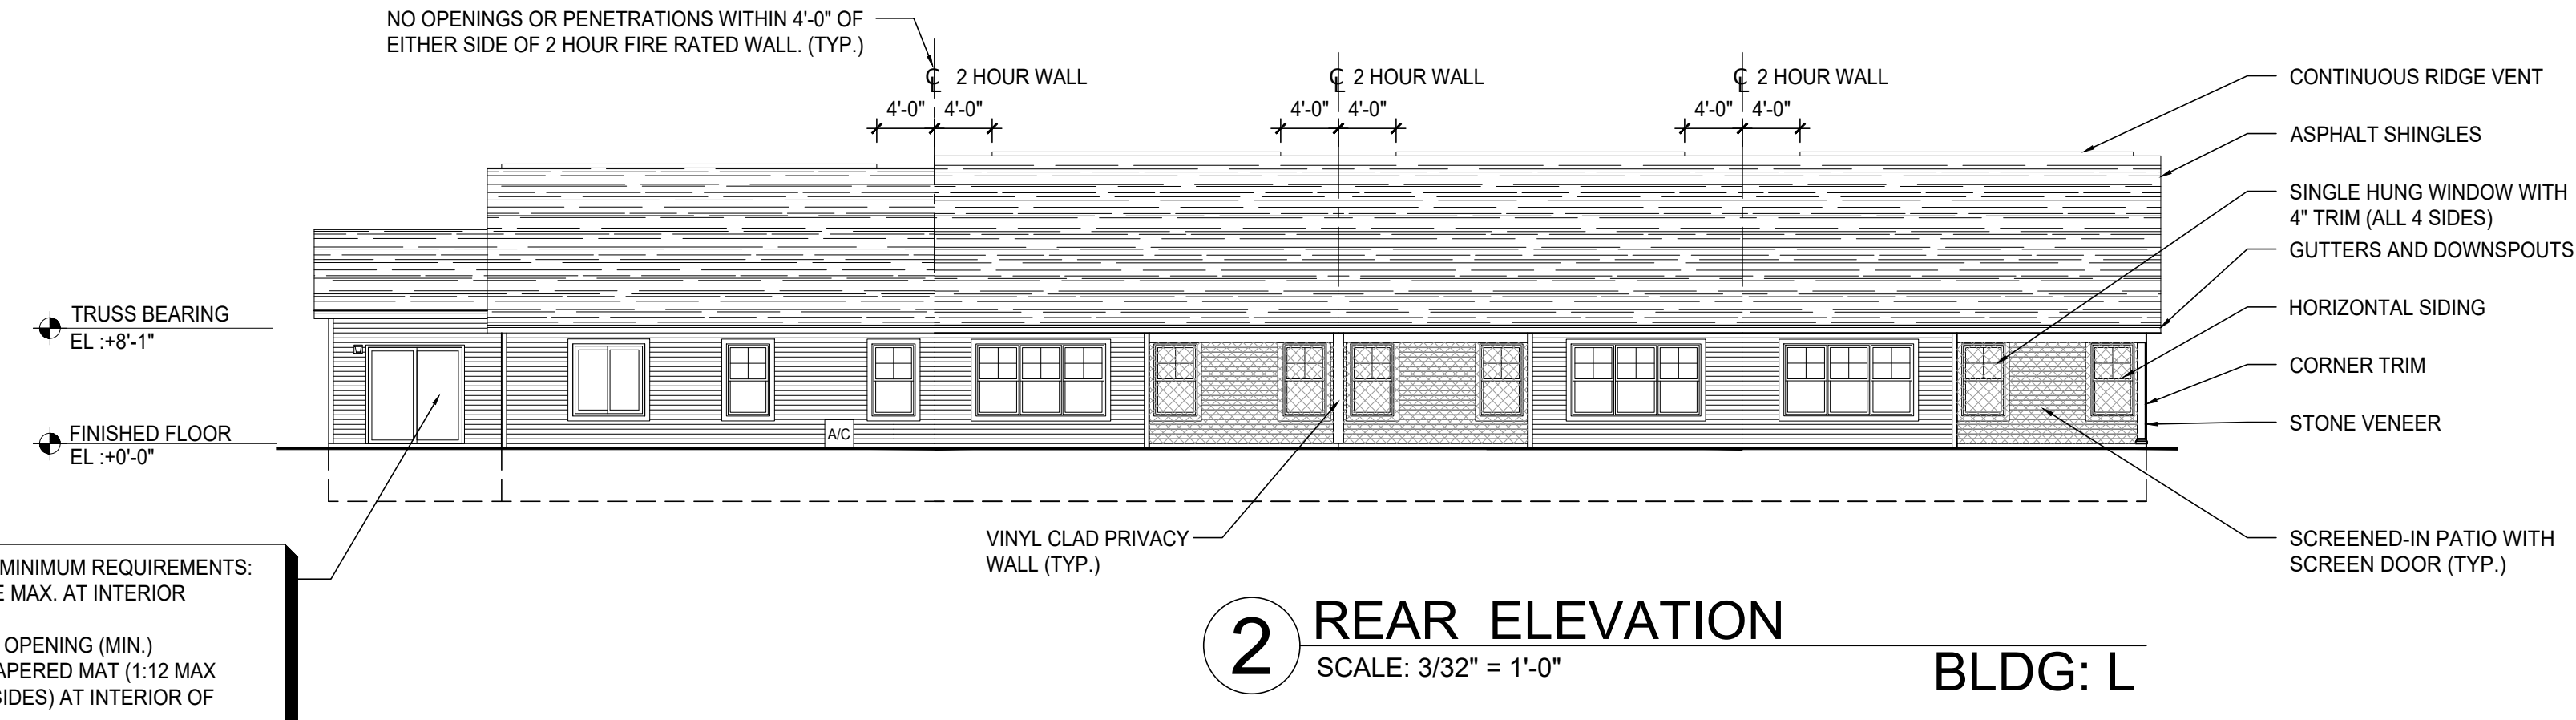 NO OPENINGS OR PENETRATIONS WITHIN 4'-0" OF
EITHER SIDE OF 2 HOUR FIRE RATED WALL. (TYP.)
℄ 2 HOUR WALL
℄ 2 HOUR WALL
℄ 2 HOUR WALL
4'-0" 4'-0"
4'-0" 4'-0"
4'-0" 4'-0"
CONTINUOUS RIDGE VENT
ASPHALT SHINGLES
SINGLE HUNG WINDOW WITH
4" TRIM (ALL 4 SIDES)
GUTTERS AND DOWNSPOUTS
HORIZONTAL SIDING
CORNER TRIM
STONE VENEER
SCREENED-IN PATIO WITH
SCREEN DOOR (TYP.)
TRUSS BEARING
EL :+8'-1"
FINISHED FLOOR
EL :+0'-0"
A/C
VINYL CLAD PRIVACY
WALL (TYP.)
MINIMUM REQUIREMENTS:
MAX. AT INTERIOR
OPENING (MIN.)
APERED MAT (1:12 MAX
SIDES) AT INTERIOR OF
2 REAR ELEVATION
SCALE: 3/32" = 1'-0"
BLDG: L